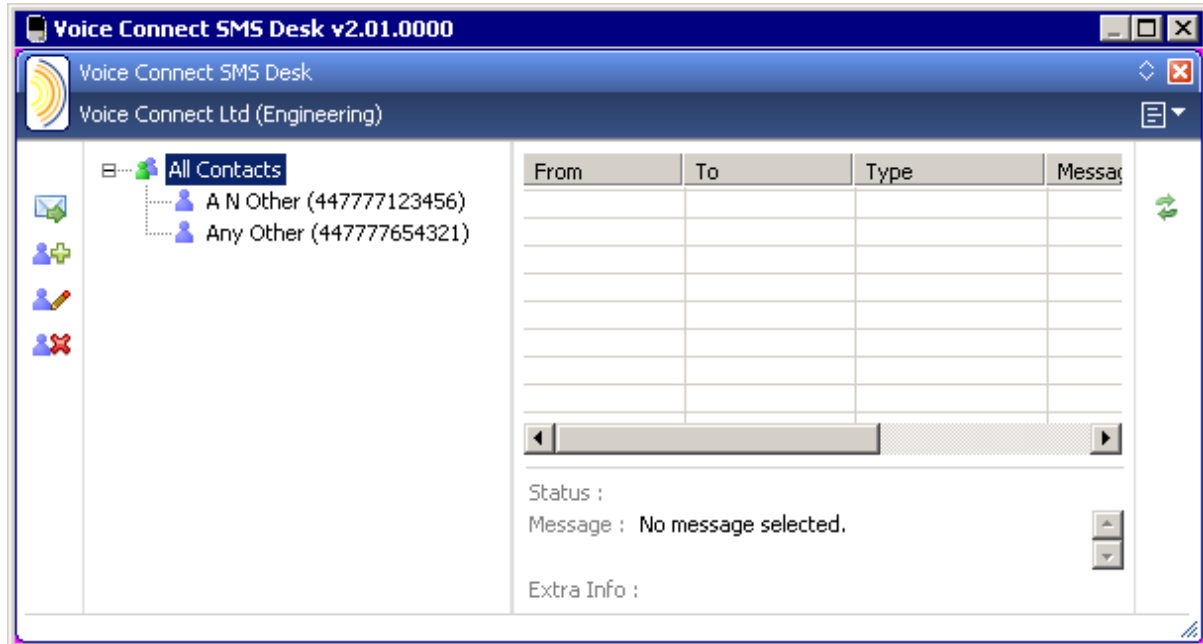 Voice Connect SMS Desk v2.01.0000
Voice Connect SMS Desk
Voice Connect Ltd (Engineering)
All Contacts
A N Other (447777123456)
Any Other (447777654321)
From To Type Messag
Status :
Message : No message selected.
Extra Info :